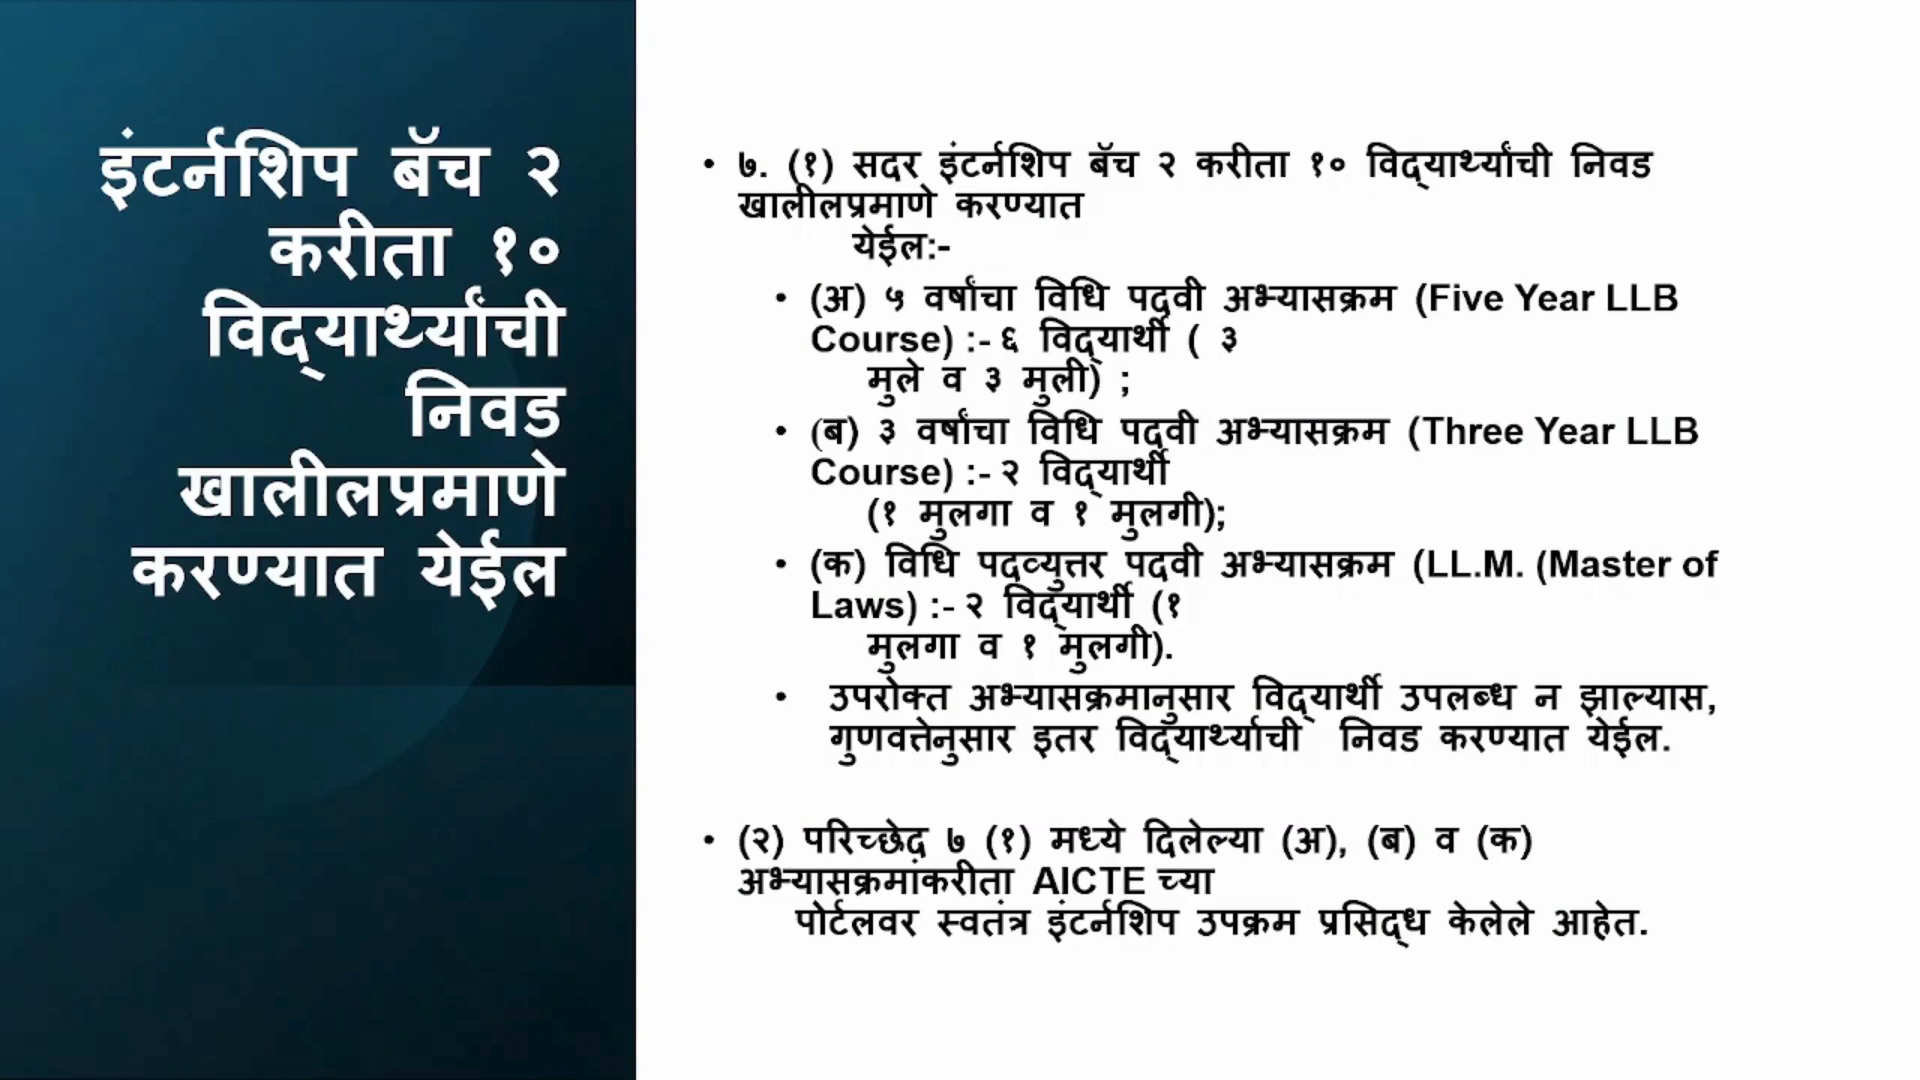 इंटर्नशिप बॅच २
करीता १०
विद्यार्थ्यांची
निवड
खालीलप्रमाणे
करण्यात येईल
• ७. (१) सदर इंटर्नशिप बॅच २ करीता १० विद्यार्थ्यांची निवड
खालीलप्रमाणे करण्यात
येईल:-
• (अ) ५ वर्षांचा विधि पदवी अभ्यासक्रम (Five Year LLB
Course) :- ६ विद्यार्थी ( ३
मुले व ३ मुली) ;
• (ब) ३ वर्षांचा विधि पदवी अभ्यासक्रम (Three Year LLB
Course) :- २ विद्यार्थी
(१ मुलगा व १ मुलगी);
• (क) विधि पदव्युत्तर पदवी अभ्यासक्रम (LL.M. (Master of
Laws) :- २ विद्यार्थी (१
मुलगा व १ मुलगी).
• उपरोक्त अभ्यासक्रमानुसार विद्यार्थी उपलब्ध न झाल्यास,
गुणवत्तेनुसार इतर विद्यार्थ्याची निवड करण्यात येईल.
• (२) परिच्छेद ७ (१) मध्ये दिलेल्या (अ), (ब) व (क)
अभ्यासक्रमांकरीता AICTE च्या
पोर्टलवर स्वतंत्र इंटर्नशिप उपक्रम प्रसिद्ध केलेले आहेत.